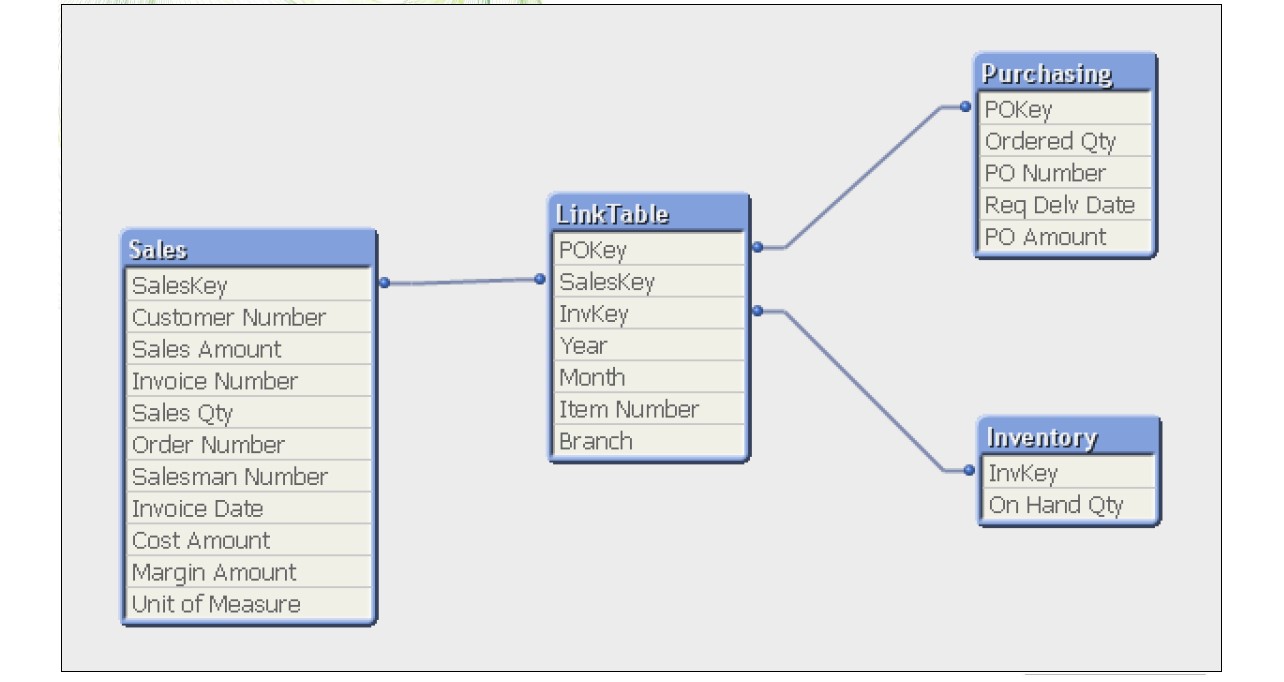 Sales
SalesKey
Customer Number
Sales Amount
Invoice Number
Sales Qty
Order Number
Salesman Number
Invoice Date
Cost Amount
Margin Amount
Unit of Measure
LinkTable
POKey
SalesKey
InvKey
Year
Month
Item Number
Branch
Purchasing
POKey
Ordered Qty
PO Number
Req Delv Date
PO Amount
Inventory
InvKey
On Hand Qty